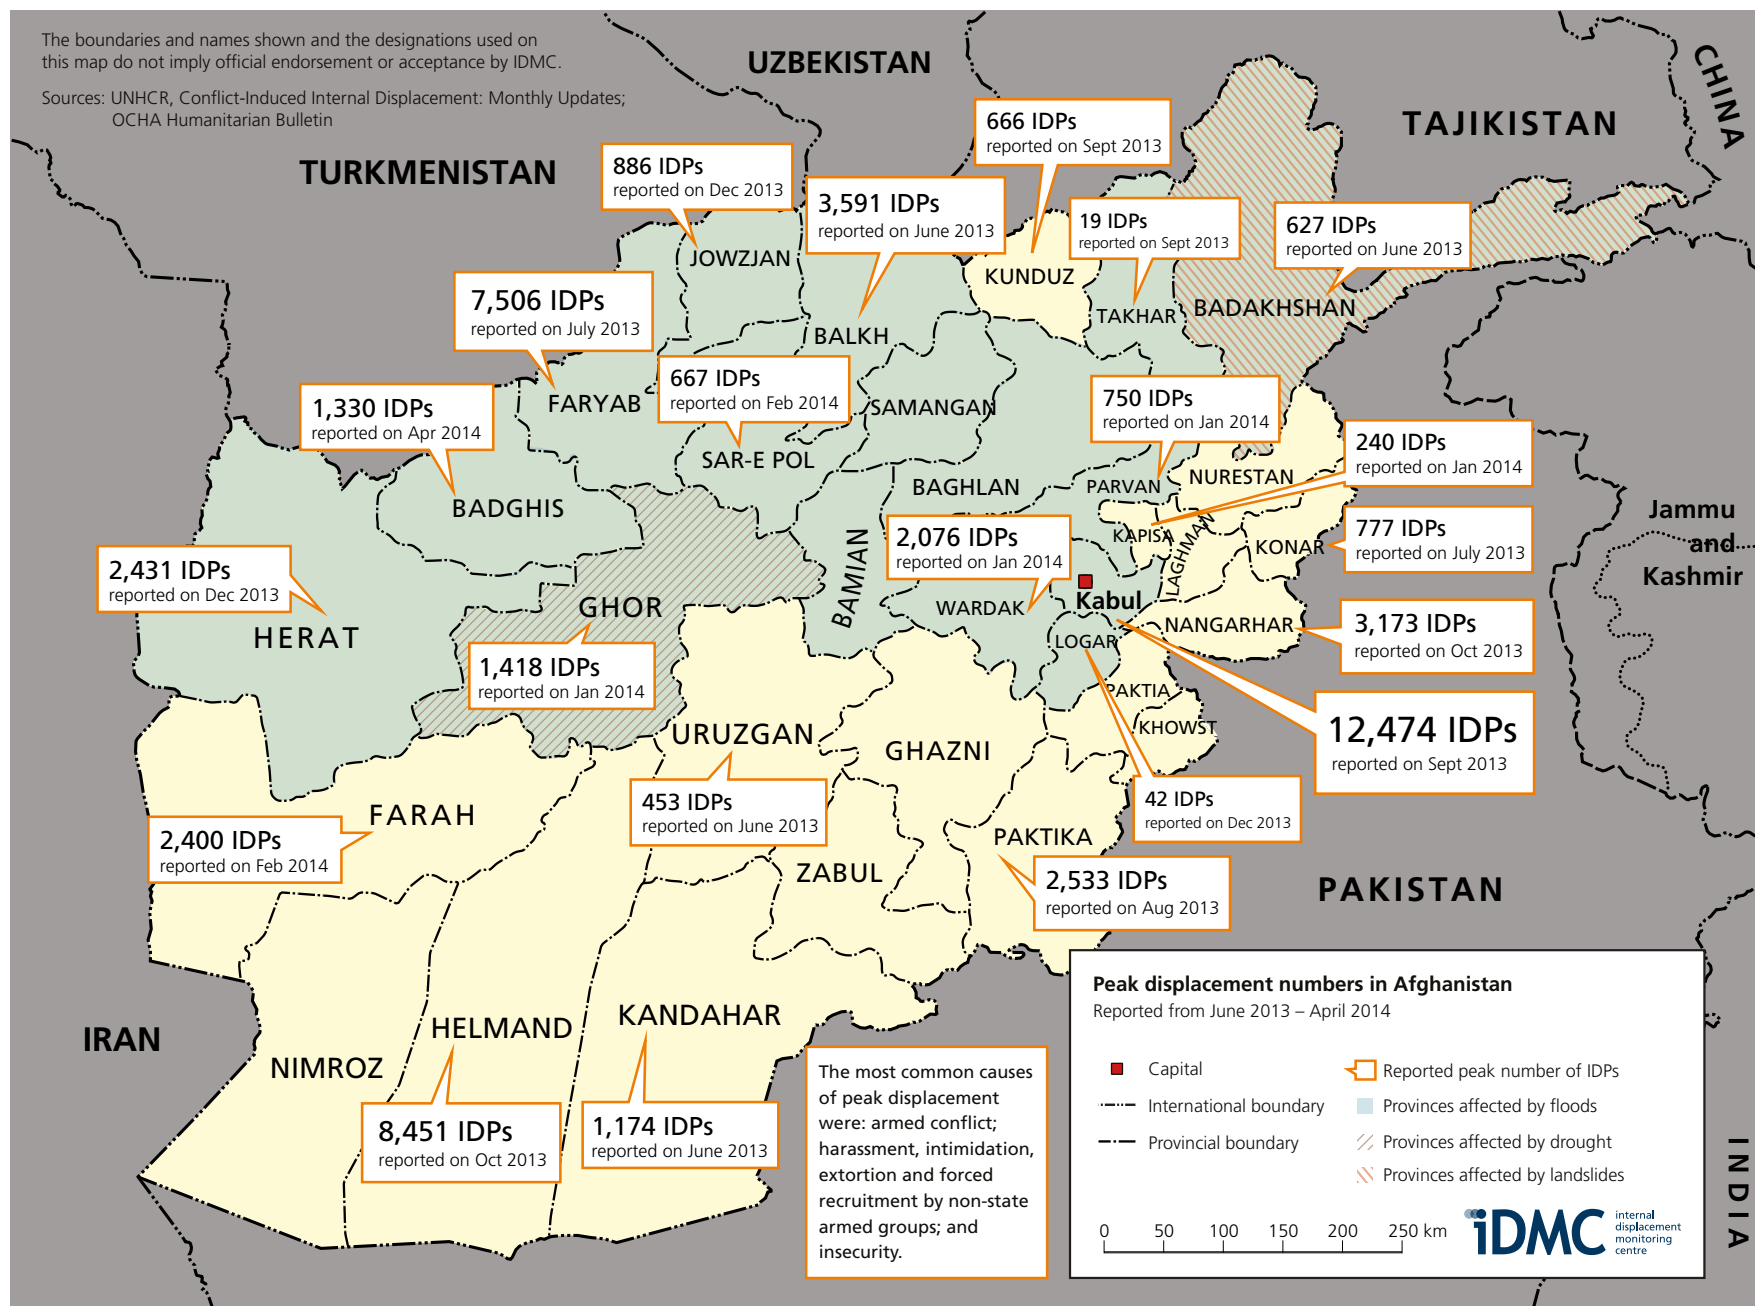 The boundaries and names shown and the designations used on
this map do not imply official endorsement or acceptance by IDMC.
Sources: UNHCR, Conflict-Induced Internal Displacement: Monthly Updates;
OCHA Humanitarian Bulletin
UZBEKISTAN
TURKMENISTAN
TAJIKISTAN
CHINA
666 IDPs
reported on Sept 2013
886 IDPs
reported on Dec 2013
3,591 IDPs
reported on June 2013
19 IDPs
reported on Sept 2013
627 IDPs
reported on June 2013
JOWZJAN
KUNDUZ
7,506 IDPs
reported on July 2013
BALKH
TAKHAR
BADAKHSHAN
1,330 IDPs
reported on Apr 2014
FARYAB
667 IDPs
reported on Feb 2014
SAMANGAN
750 IDPs
reported on Jan 2014
240 IDPs
reported on Jan 2014
SAR-E POL
BADGHIS
BAGHLAN
PARVAN
NURESTAN
Jammu
and
Kashmir
2,431 IDPs
reported on Dec 2013
2,076 IDPs
reported on Jan 2014
KAPISA
LAGHMAN
KONAR
777 IDPs
reported on July 2013
HERAT
GHOR
BAMIAN
WARDAK
Kabul
LOGAR
NANGARHAR
3,173 IDPs
reported on Oct 2013
1,418 IDPs
reported on Jan 2014
PAKTIA
KHOWST
12,474 IDPs
reported on Sept 2013
URUZGAN
GHAZNI
453 IDPs
reported on June 2013
42 IDPs
reported on Dec 2013
FARAH
2,400 IDPs
reported on Feb 2014
ZABUL
PAKTIKA
2,533 IDPs
reported on Aug 2013
PAKISTAN
IRAN
NIMROZ
HELMAND
KANDAHAR
8,451 IDPs
reported on Oct 2013
1,174 IDPs
reported on June 2013
The most common causes
of peak displacement
were: armed conflict;
harassment, intimidation,
extortion and forced
recruitment by non-state
armed groups; and
insecurity.
Peak displacement numbers in Afghanistan
Reported from June 2013 – April 2014
Capital
International boundary
Provincial boundary
Reported peak number of IDPs
Provinces affected by floods
Provinces affected by drought
Provinces affected by landslides
0 50 100 150 200 250 km
iDMC
internal
displacement
monitoring
centre
INDIA